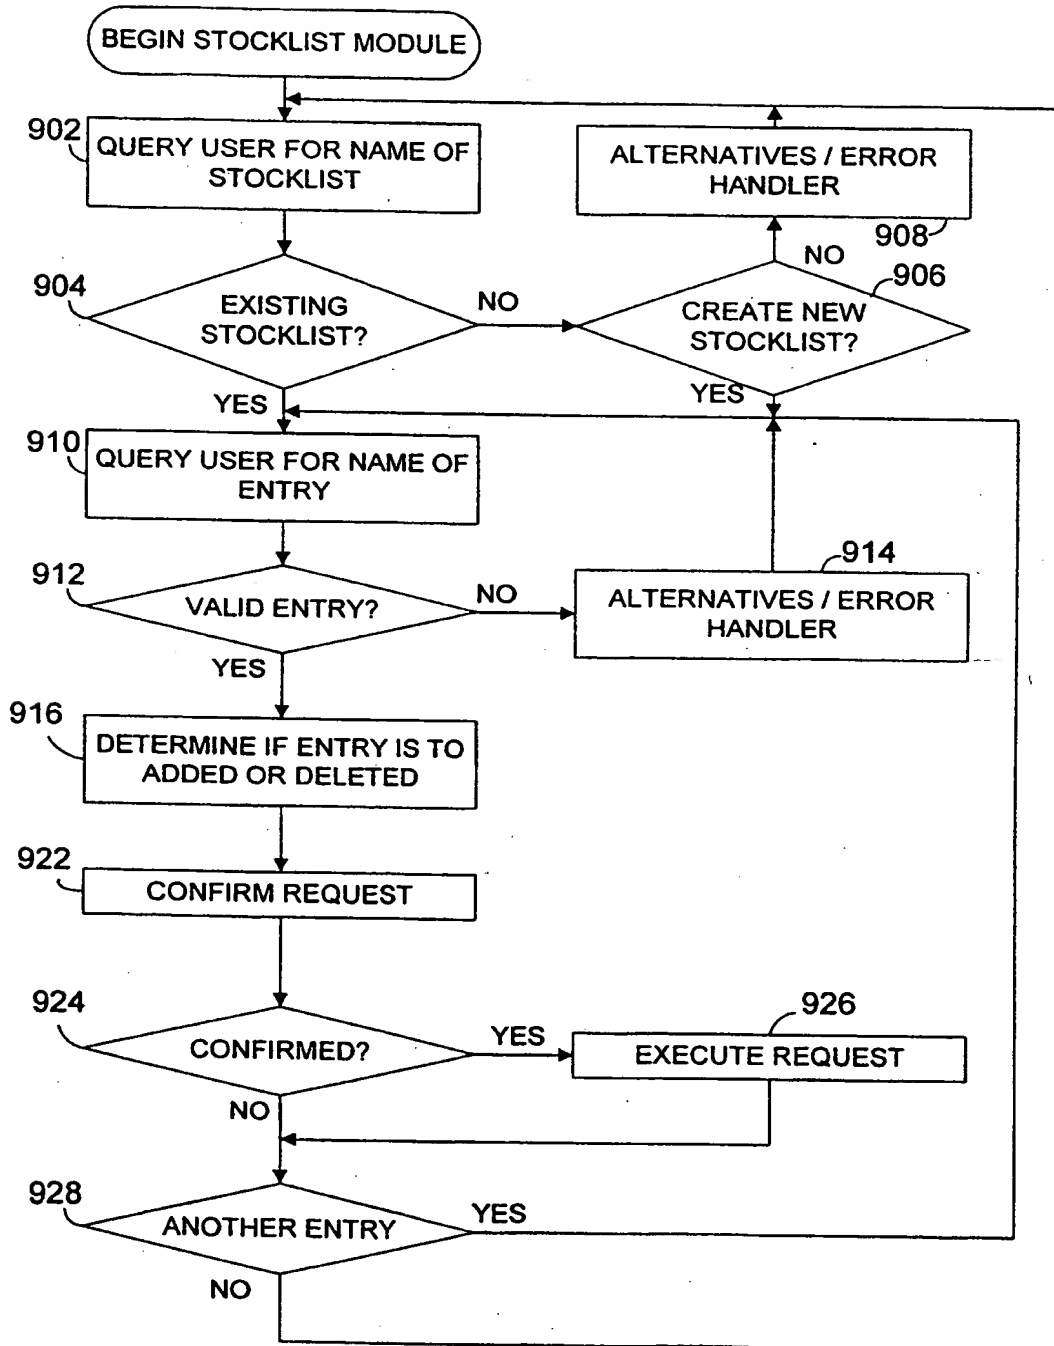 BEGIN STOCKLIST MODULE
902
QUERY USER FOR NAME OF
STOCKLIST
ALTERNATIVES / ERROR
HANDLER
908
904
EXISTING
STOCKLIST?
NO
NO
906
CREATE NEW
STOCKLIST?
YES
YES
910
QUERY USER FOR NAME OF
ENTRY
912
VALID ENTRY?
NO
914
ALTERNATIVES / ERROR
HANDLER
YES
916
DETERMINE IF ENTRY IS TO
ADDED OR DELETED
922
CONFIRM REQUEST
924
CONFIRMED?
YES
926
EXECUTE REQUEST
NO
928
ANOTHER ENTRY
YES
NO